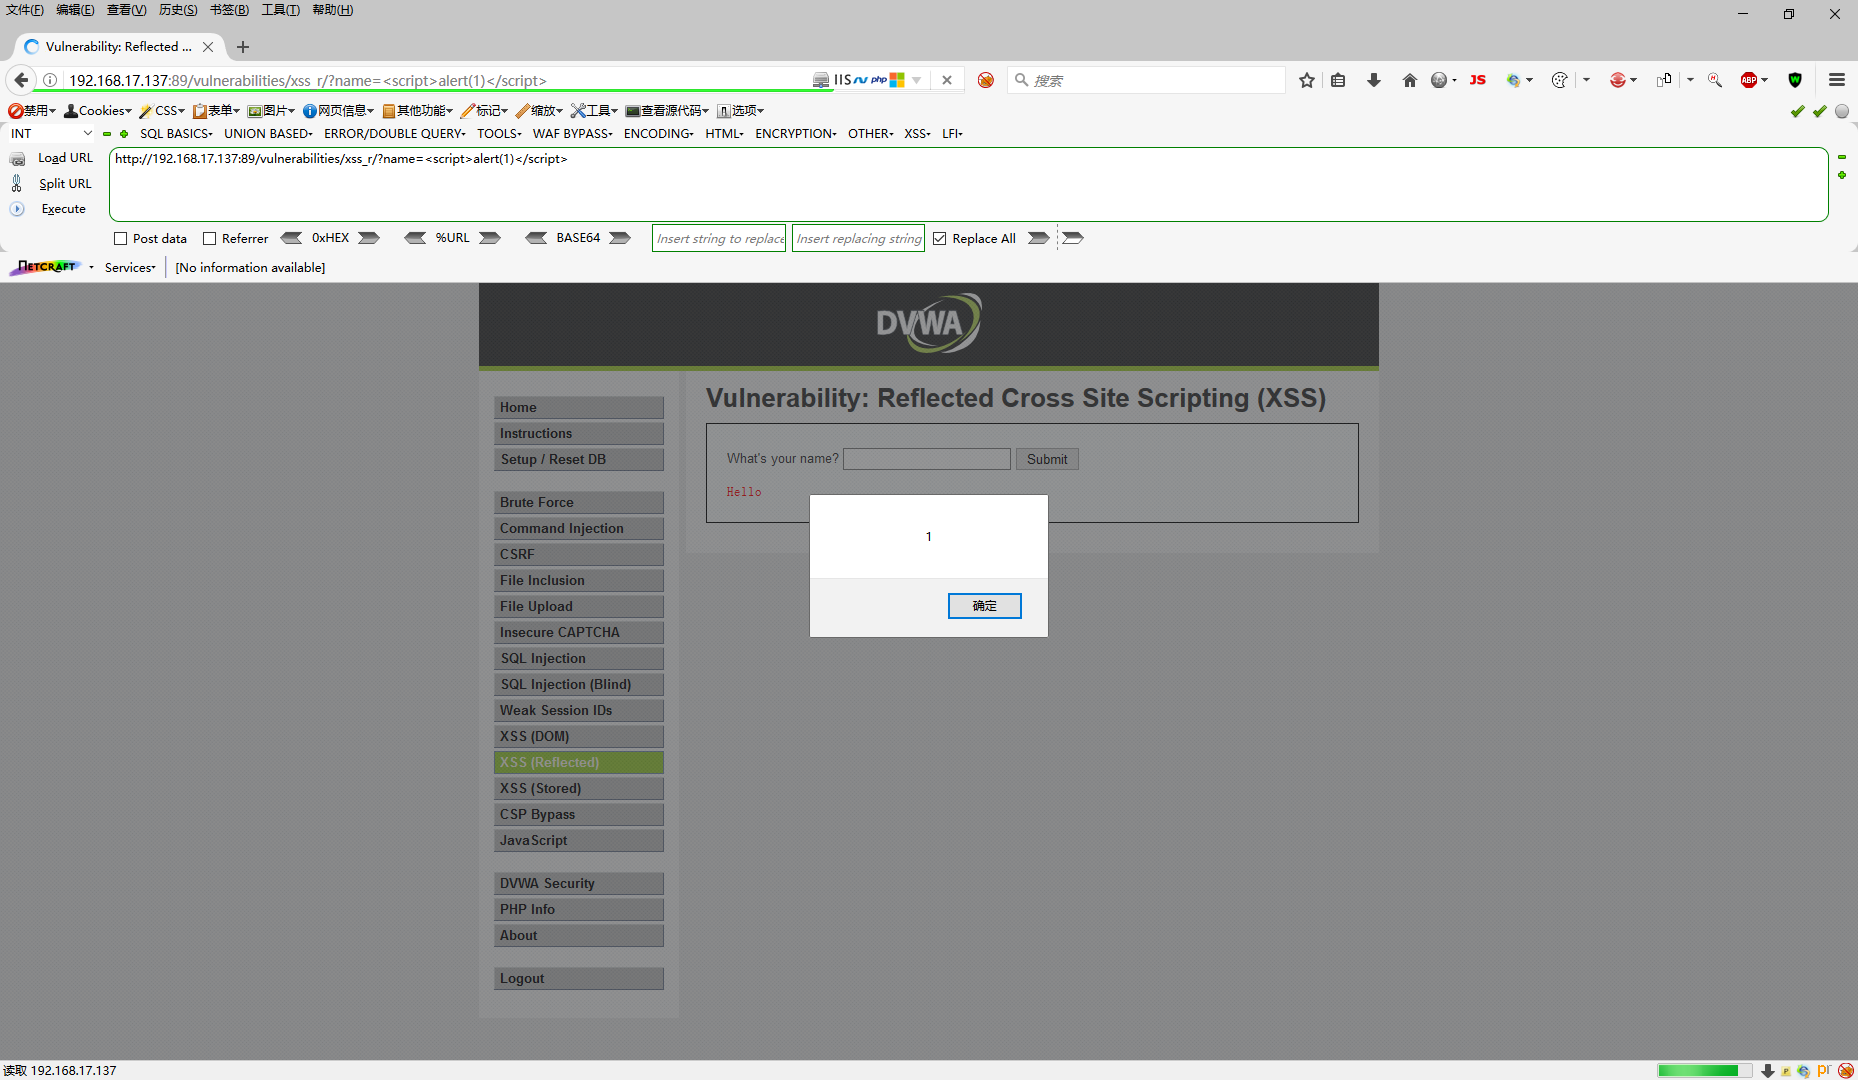 文件(F) 编辑(E) 查看(V) 历史(S) 书签(B) 工具(T) 帮助(H)
Vulnerability: Reflected ...
192.168.17.137:89/vulnerabilities/xss_r/?name=<script>alert(1)</script>
IIS php
搜索
JS
ABP
禁用 Cookies CSS 表单 图片 网页信息 其他功能 标记 缩放 工具 查看源代码 选项
INT SQL BASICS UNION BASED ERROR/DOUBLE QUERY TOOLS WAF BYPASS ENCODING HTML ENCRYPTION OTHER XSS LFI
Load URL
http://192.168.17.137:89/vulnerabilities/xss_r/?name=<script>alert(1)</script>
Split URL
Execute
Post data Referrer 0xHEX %URL BASE64 Insert string to replace Insert replacing string Replace All
NETCRAFT Services [No information available]
DVWA
Vulnerability: Reflected Cross Site Scripting (XSS)
What's your name? Submit
Hello
1
确定
Home
Instructions
Setup / Reset DB
Brute Force
Command Injection
CSRF
File Inclusion
File Upload
Insecure CAPTCHA
SQL Injection
SQL Injection (Blind)
Weak Session IDs
XSS (DOM)
XSS (Reflected)
XSS (Stored)
CSP Bypass
JavaScript
DVWA Security
PHP Info
About
Logout
读取 192.168.17.137
pr